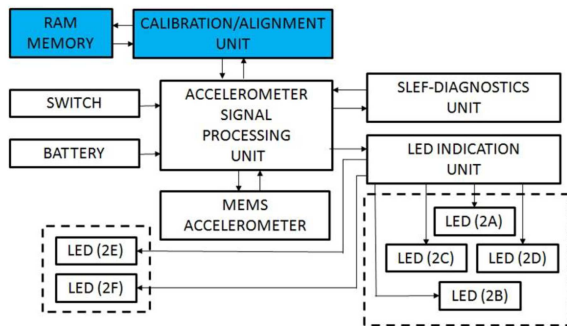 RAM
MEMORY
CALIBRATION/ALIGNMENT
UNIT
SWITCH
BATTERY
ACCELEROMETER
SIGNAL
PROCESSING
UNIT
SLEF-DIAGNOSTICS
UNIT
LED INDICATION
UNIT
MEMS
ACCELEROMETER
LED (2E)
LED (2F)
LED (2A)
LED (2C)
LED (2D)
LED (2B)